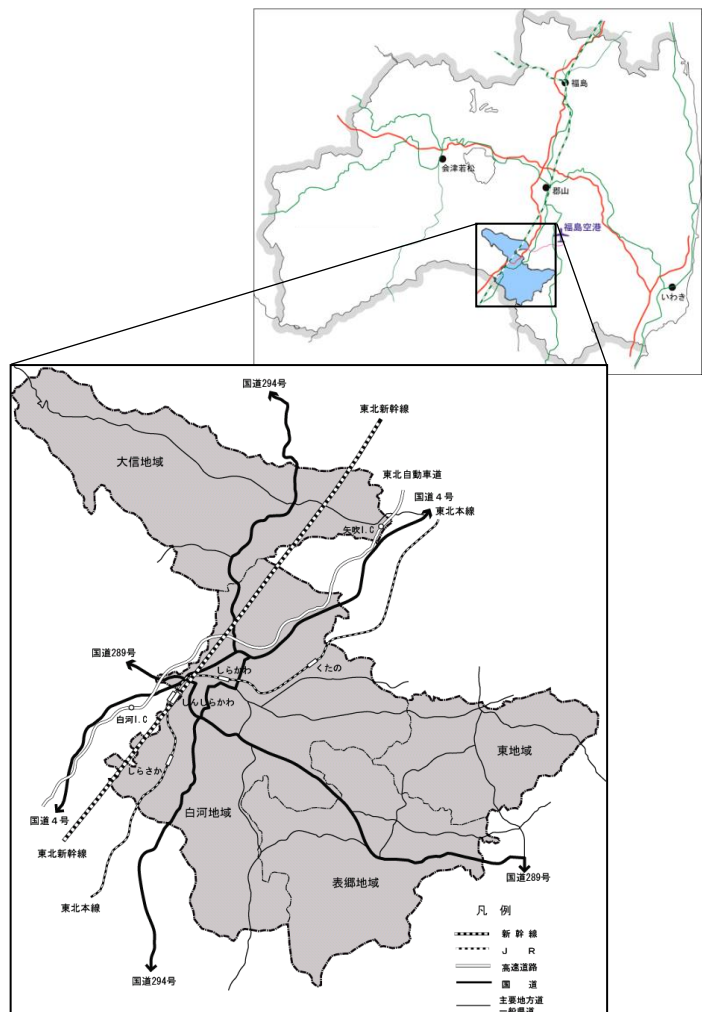 福島
会津若松
郡山
福島空港
いわき
国道294号
東北新幹線
大信地域
東北自動車道
国道4号
東北本線
矢吹I.C
国道289号
しらかわ
くたの
しんしらかわ
白河I.C
東地域
しらさか
白河地域
国道4号
東北新幹線
表郷地域
国道289号
東北本線
国道294号
凡 例
新幹線
J R
高速道路
国 道
主要地方道
一般県道